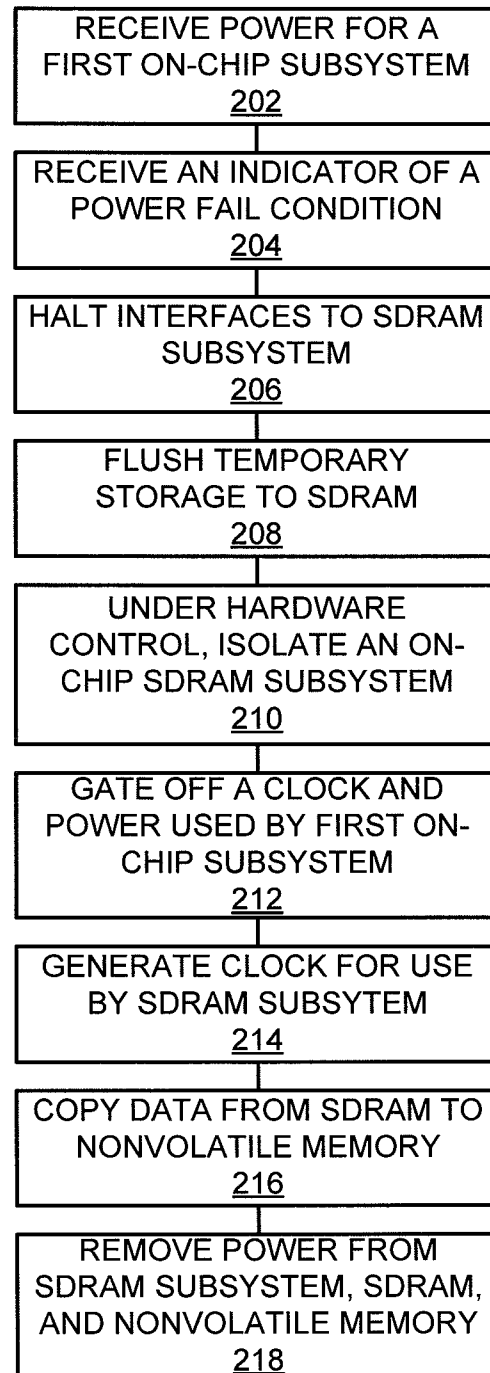 RECEIVE POWER FOR A
FIRST ON-CHIP SUBSYSTEM
202
RECEIVE AN INDICATOR OF A
POWER FAIL CONDITION
204
HALT INTERFACES TO SDRAM
SUBSYSTEM
206
FLUSH TEMPORARY
STORAGE TO SDRAM
208
UNDER HARDWARE
CONTROL, ISOLATE AN ON-
CHIP SDRAM SUBSYSTEM
210
GATE OFF A CLOCK AND
POWER USED BY FIRST ON-
CHIP SUBSYSTEM
212
GENERATE CLOCK FOR USE
BY SDRAM SUBSYTEM
214
COPY DATA FROM SDRAM TO
NONVOLATILE MEMORY
216
REMOVE POWER FROM
SDRAM SUBSYSTEM, SDRAM,
AND NONVOLATILE MEMORY
218